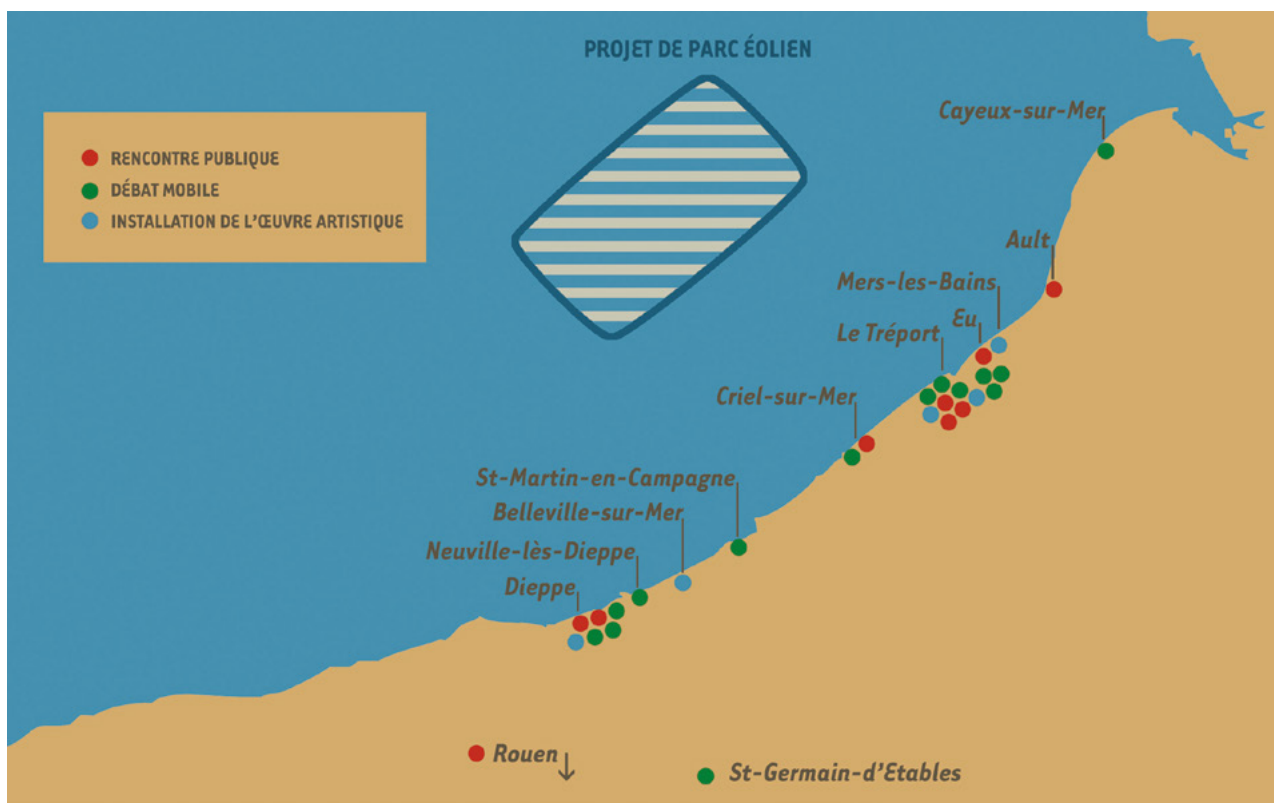 PROJET DE PARC ÉOLIEN
RENCONTRE PUBLIQUE
DÉBAT MOBILE
INSTALLATION DE L'ŒUVRE ARTISTIQUE
Cayeux-sur-Mer
Ault
Mers-les-Bains
Eu
Le Tréport
Criel-sur-Mer
St-Martin-en-Campagne
Belleville-sur-Mer
Neuville-lès-Dieppe
Dieppe
Rouen
St-Germain-d'Etables